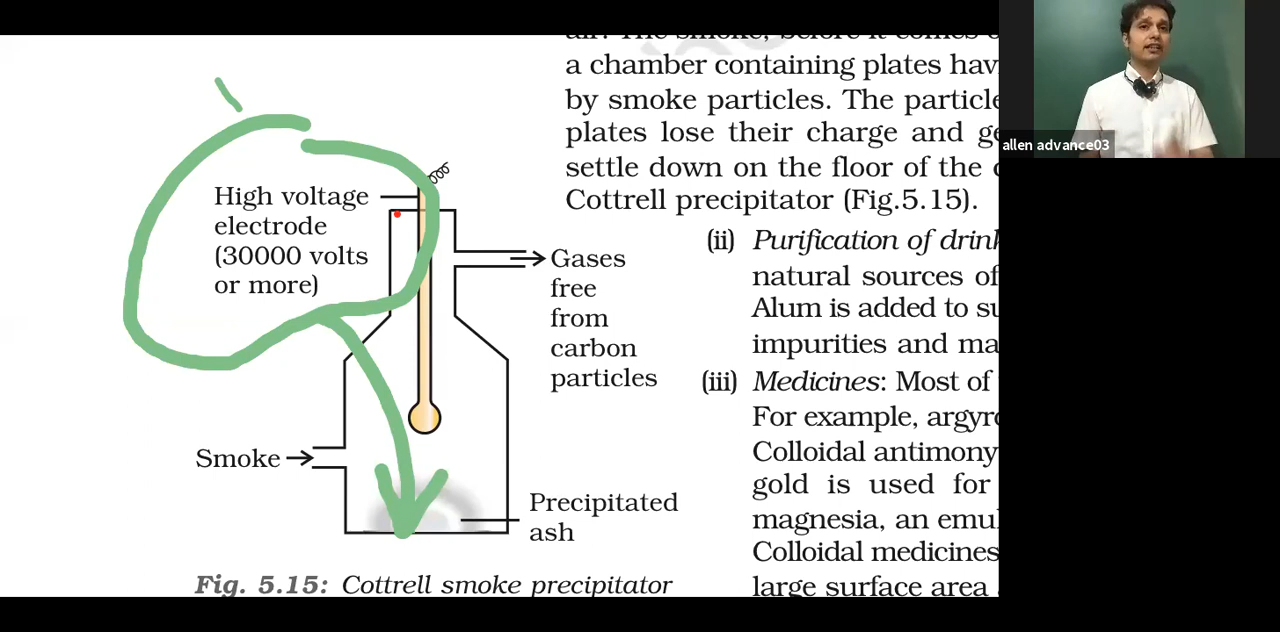 a chamber containing plates hav
by smoke particles. The particle
plates lose their charge and ge
settle down on the floor of the
Cottrell precipitator (Fig.5.15).
(ii) Purification of drin
natural sources of
Alum is added to su
impurities and ma
(iii) Medicines: Most of
For example, argyr
Colloidal antimony
gold is used for
magnesia, an emul
Colloidal medicines
large surface area
High voltage
electrode
(30000 volts
or more)
Gases
free
from
carbon
particles
Smoke
Precipitated
ash
Fig. 5.15: Cottrell smoke precipitator
allen advance03